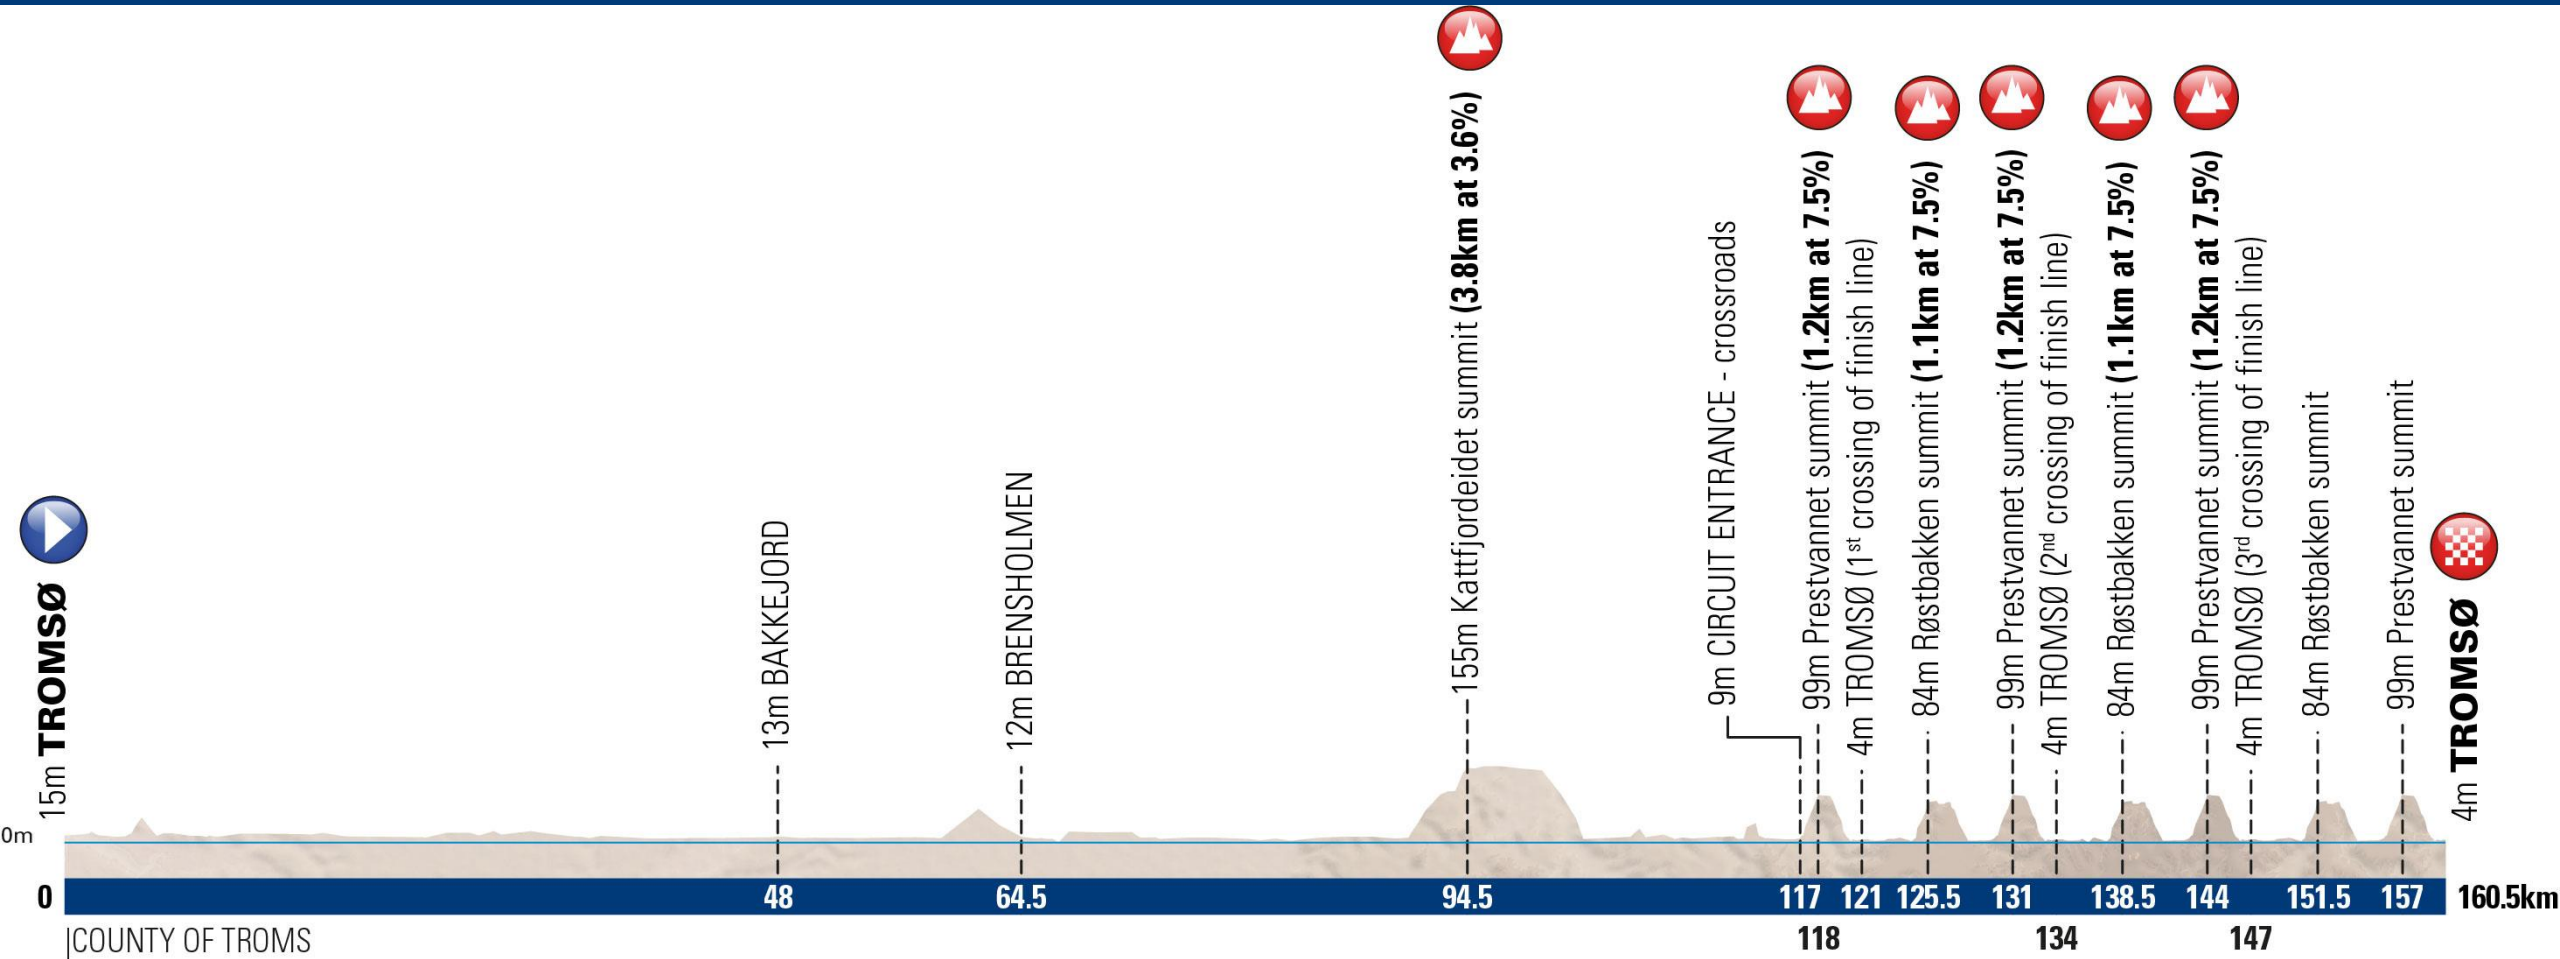 15m TROMSØ
13m BAKKEJORD
12m BRENSHOLMEN
155m Kattfjordeidet summit (3.8km at 3.6%)
9m CIRCUIT ENTRANCE - crossroads
99m Prestvannet summit (1.2km at 7.5%)
4m TROMSØ (1st crossing of finish line)
84m Røstbakken summit (1.1km at 7.5%)
99m Prestvannet summit (1.2km at 7.5%)
4m TROMSØ (2nd crossing of finish line)
84m Røstbakken summit (1.1km at 7.5%)
99m Prestvannet summit (1.2km at 7.5%)
4m TROMSØ (3rd crossing of finish line)
84m Røstbakken summit
99m Prestvannet summit
4m TROMSØ
0m
0 48 64.5 94.5 117 121 125.5 131 138.5 144 151.5 157 160.5km
118 134 147
|COUNTY OF TROMS